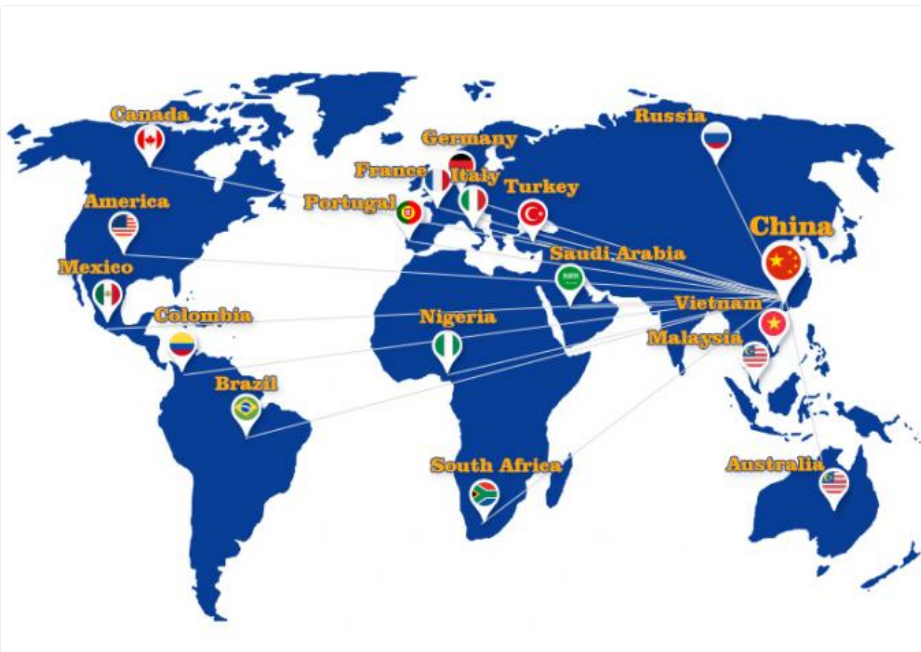 Canada
Russia
Germany
France
Italy
Turkey
Portugal
America
China
Saudi Arabia
Mexico
Vietnam
Colombia
Nigeria
Malaysia
Brazil
South Africa
Australia